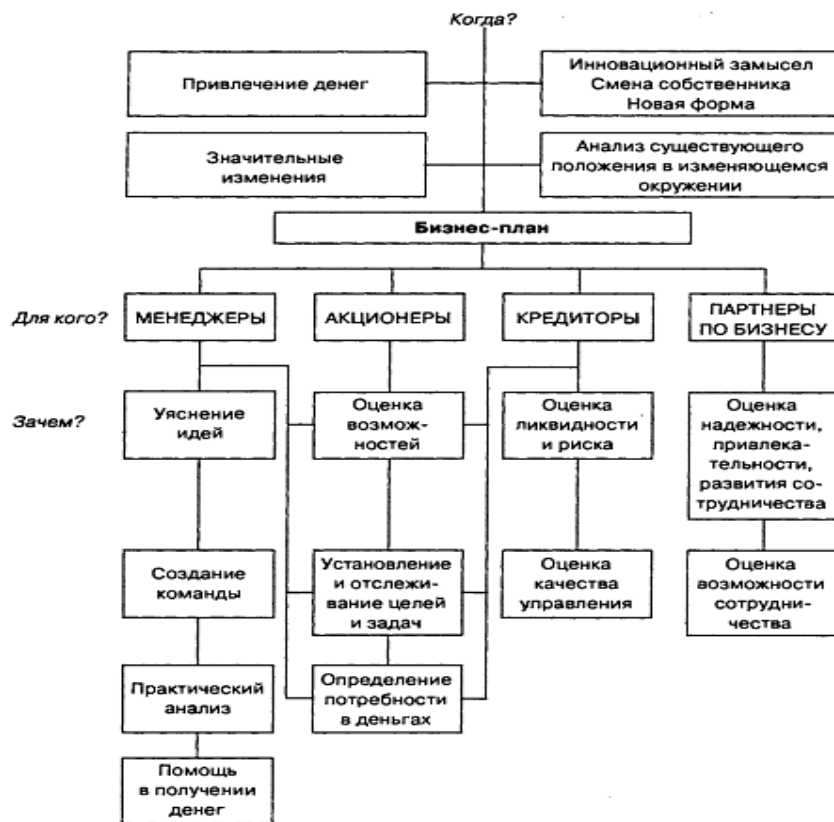 Когда?
Привлечение денег
Инновационный замысел
Смена собственника
Новая форма
Значительные
изменения
Анализ существующего
положения в изменяющемся
окружении
Бизнес-план
Для кого?
МЕНЕДЖЕРЫ
АКЦИОНЕРЫ
КРЕДИТОРЫ
ПАРТНЕРЫ
ПО БИЗНЕСУ
Зачем?
Уяснение
идей
Оценка
возмож-
ностей
Оценка
ликвидности
и риска
Оценка
надежности,
привлека-
тельности,
развития со-
трудничества
Создание
команды
Установление
и отслежи-
вание целей
и задач
Оценка
качества
управления
Оценка
возможности
сотрудни-
чества
Практический
анализ
Определение
потребности
в деньгах
Помощь
в получении
денег